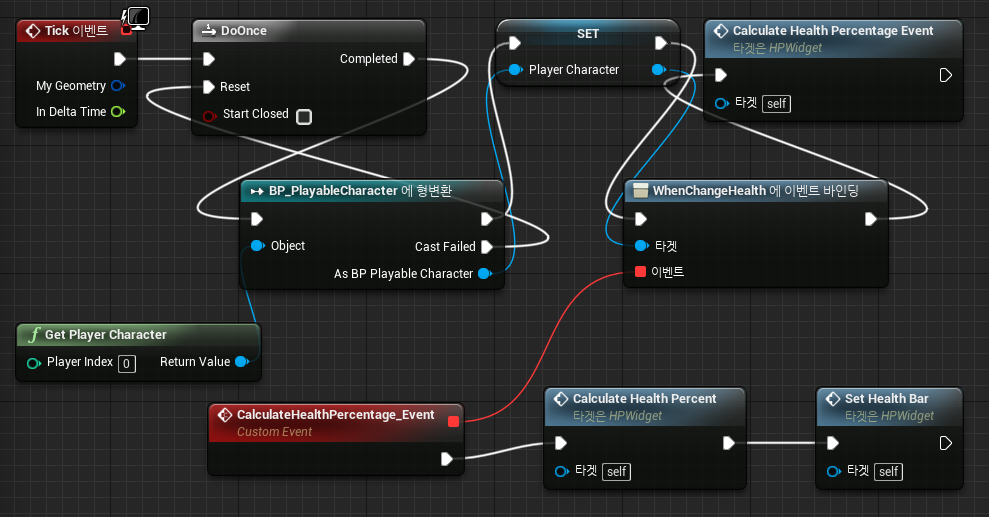 Tick 이벤트
My Geometry
In Delta Time
DoOnce
Completed
Reset
Start Closed
SET
Player Character
Calculate Health Percentage Event
타겟은 HPWidget
타겟 self
BP_PlayableCharacter 에 형변환
Object
Cast Failed
As BP Playable Character
WhenChangeHealth 에 이벤트 바인딩
타겟
이벤트
Get Player Character
Player Index 0 Return Value
CalculateHealthPercentage_Event
Custom Event
Calculate Health Percent
타겟은 HPWidget
타겟 self
Set Health Bar
타겟은 HPWidget
타겟 self